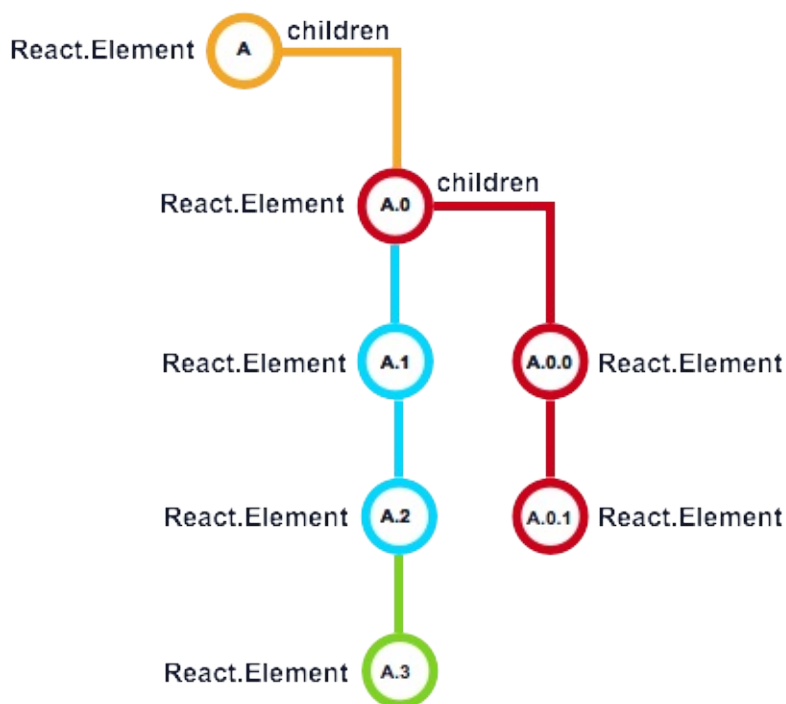 children
React.Element A
children
React.Element A.0
React.Element A.1 A.0.0 React.Element
React.Element A.2 A.0.1 React.Element
React.Element A.3